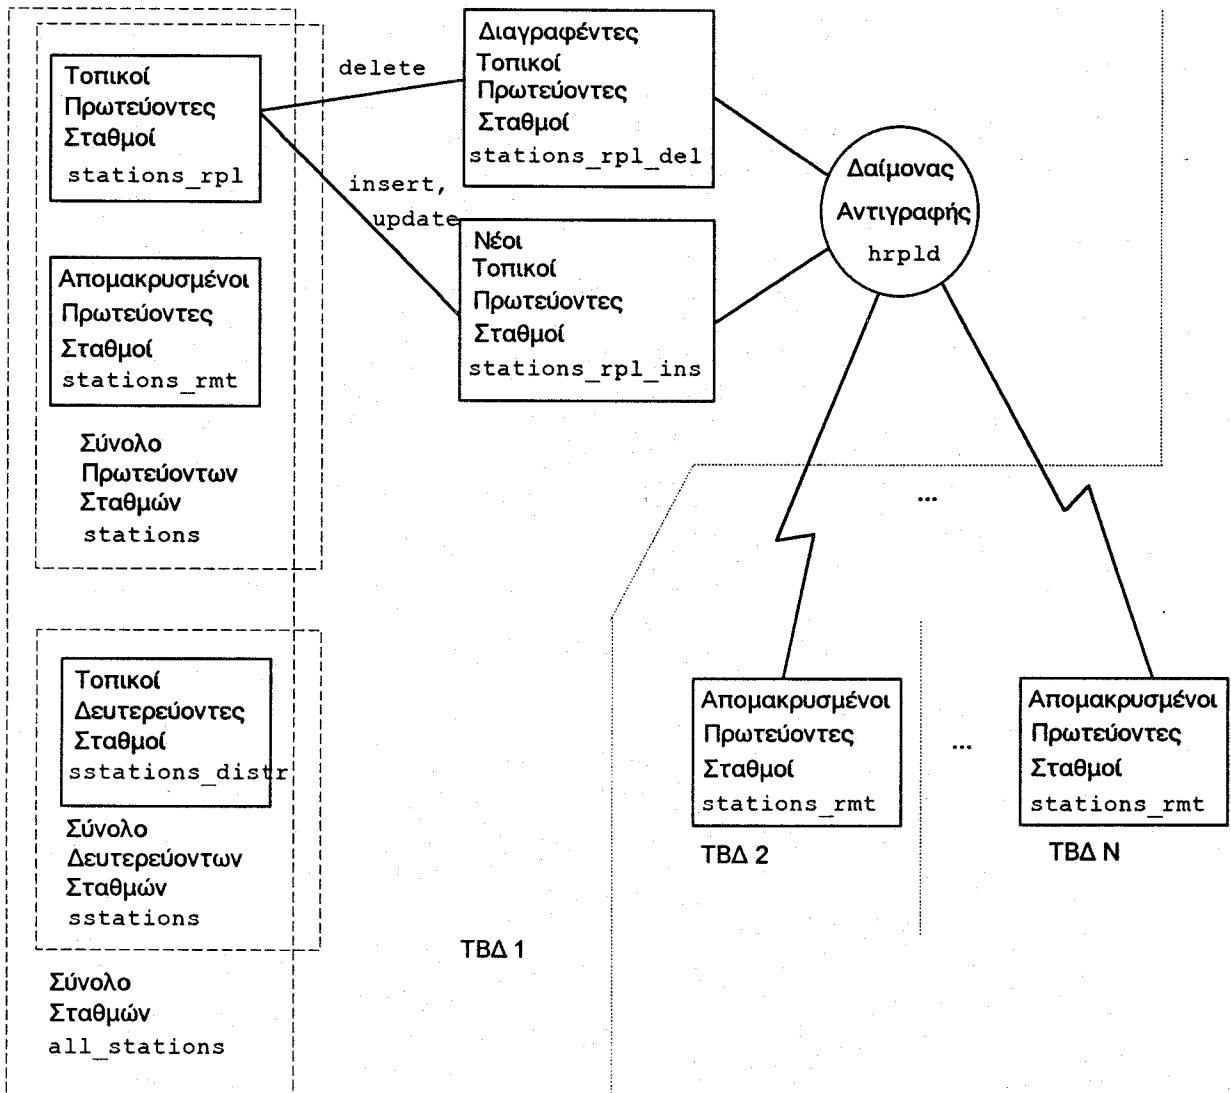 Τοπικοί
Πρωτεύοντες
Σταθμοί
stations_rpl
delete
insert,
update
Διαγραφέντες
Τοπικοί
Πρωτεύοντες
Σταθμοί
stations_rpl_del
Νέοι
Τοπικοί
Πρωτεύοντες
Σταθμοί
stations_rpl_ins
Δαίμονας
Αντιγραφής
hrpld
Απομακρυσμένοι
Πρωτεύοντες
Σταθμοί
stations_rmt
Σύνολο
Πρωτεύοντων
Σταθμών
stations
...
Τοπικοί
Δευτερεύοντες
Σταθμοί
sstations_distr
Σύνολο
Δευτερεύοντων
Σταθμών
sstations
Σύνολο
Σταθμών
all_stations
ΤΒΔ 1
Απομακρυσμένοι
Πρωτεύοντες
Σταθμοί
stations_rmt
ΤΒΔ 2
...
Απομακρυσμένοι
Πρωτεύοντες
Σταθμοί
stations_rmt
ΤΒΔ Ν